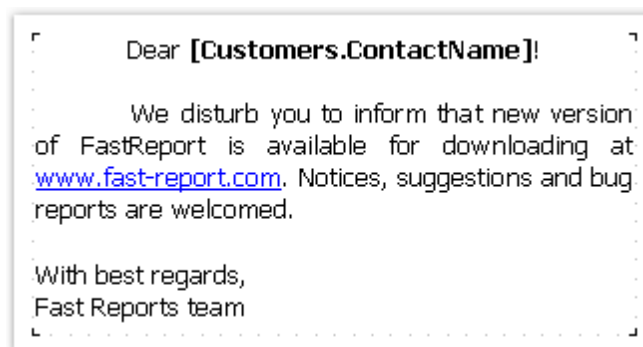 Dear [Customers.ContactName]!
We disturb you to inform that new version
of FastReport is available for downloading at
www.fast-report.com. Notices, suggestions and bug
reports are welcomed.
With best regards,
Fast Reports team